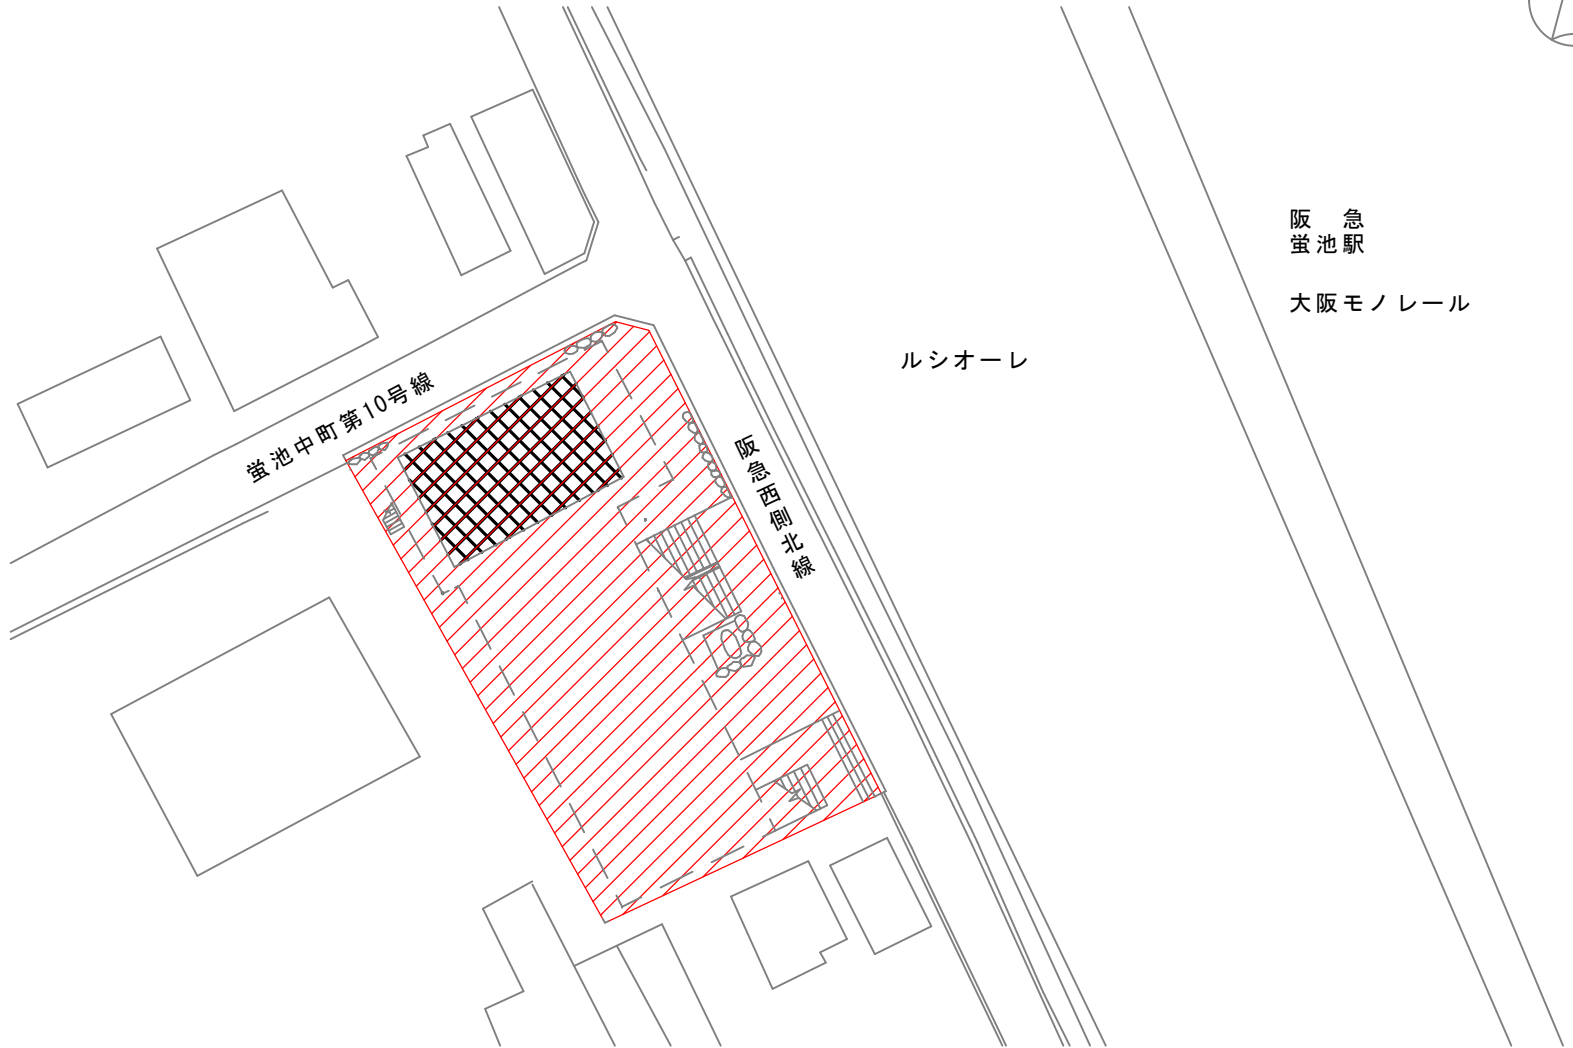 阪　急
蛍池駅
大阪モノレール
ルシオーレ
蛍池中町第10号線
阪急西側北線